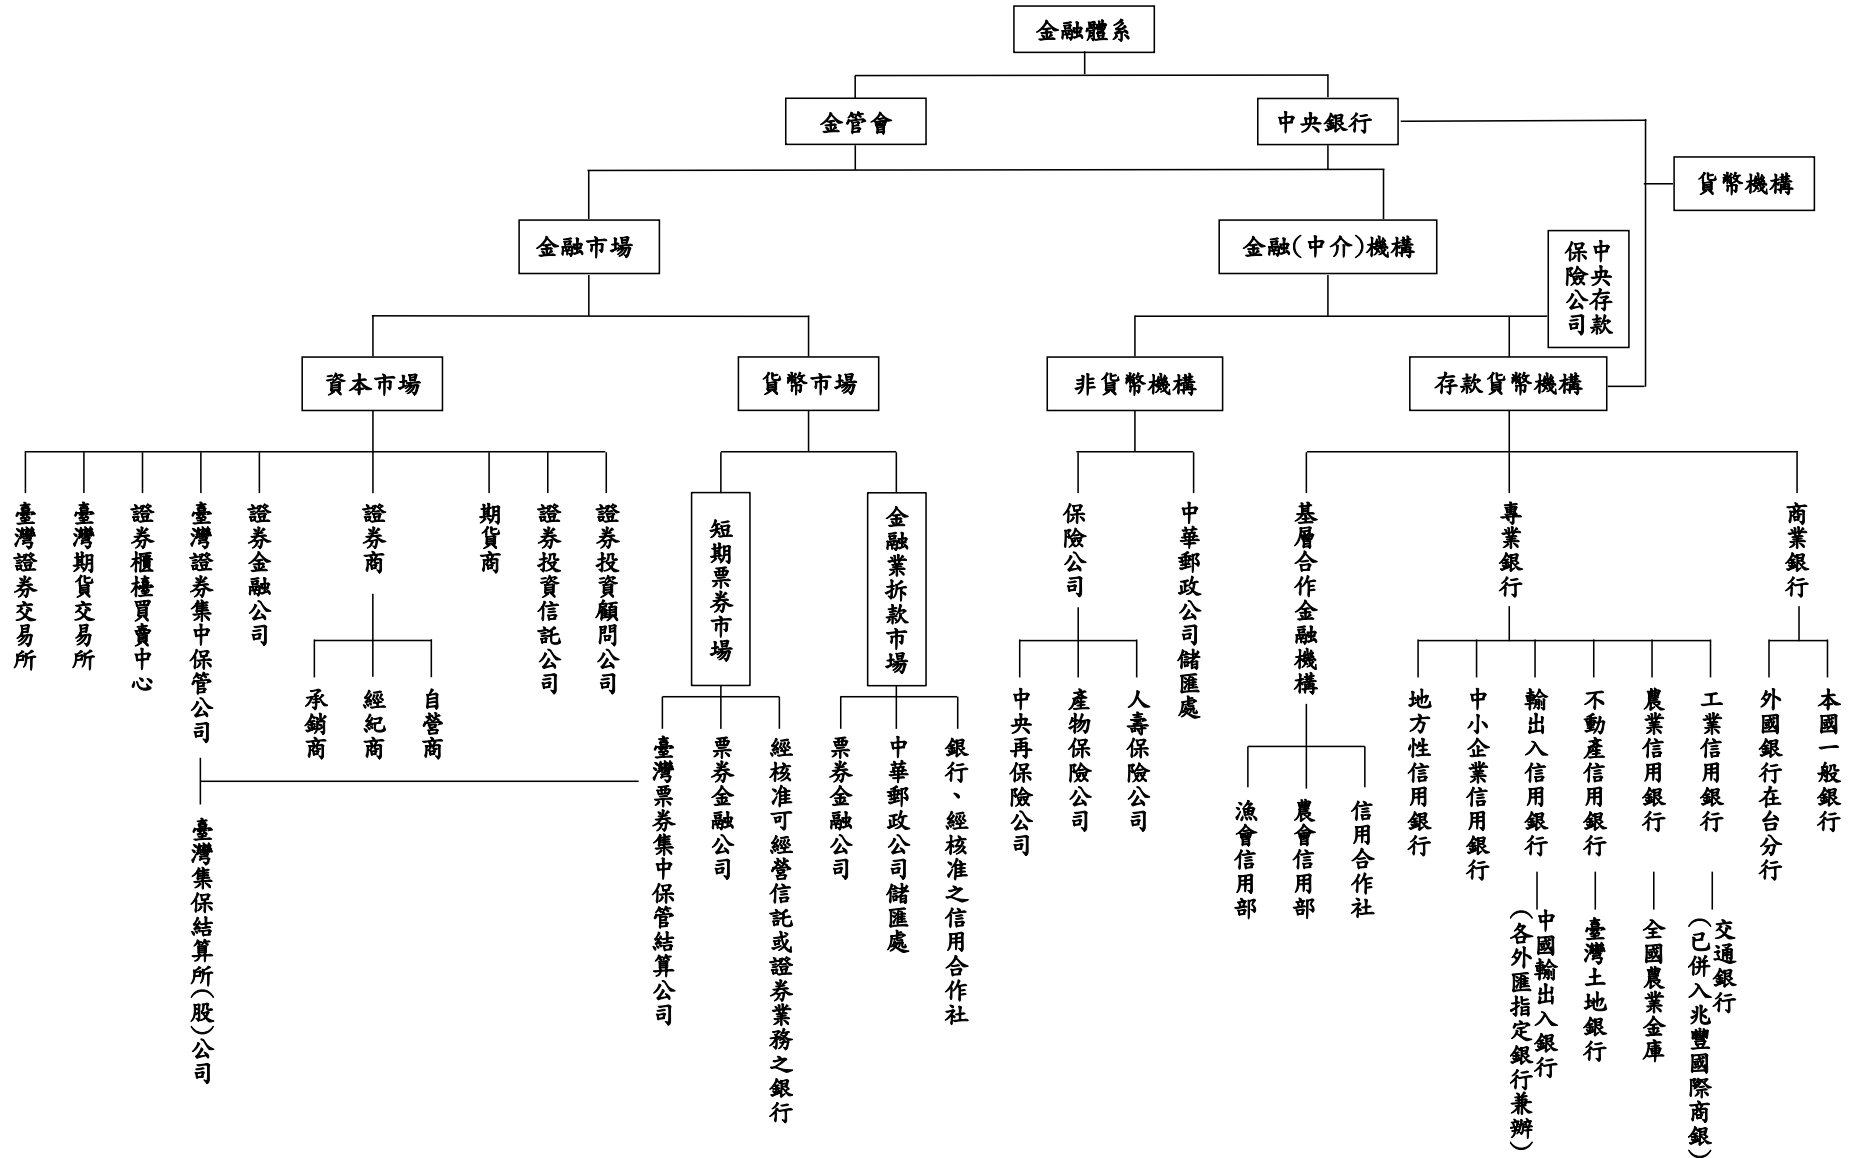 金融體系
金管會
中央銀行
貨幣機構
金融市場
金融(中介)機構
中央存款
保險公司
資本市場
貨幣市場
非貨幣機構
存款貨幣機構
臺灣證券交易所
臺灣期貨交易所
證券櫃檯買賣中心
臺灣證券集中保管公司
證券金融公司
證券商
期貨商
證券投資信託公司
證券投資顧問公司
短期票券市場
金融業拆款市場
保險公司
中華郵政公司儲匯處
基層合作金融機構
專業銀行
商業銀行
承銷商
經紀商
自營商
臺灣票券集中保管結算公司
票券金融公司
經核准可經營信託或證券業務之銀行
票券金融公司
中華郵政公司儲匯處
銀行、經核准之信用合作社
中央再保險公司
產物保險公司
人壽保險公司
漁會信用部
農會信用部
信用合作社
地方性信用銀行
中小企業信用銀行
輸出入信用銀行
不動產信用銀行
農業信用銀行
工業信用銀行
外國銀行在台分行
本國一般銀行
臺灣集保結算所(股)公司
中國輸出入銀行
(各外匯指定銀行兼辦)
臺灣土地銀行
全國農業金庫
交通銀行
(已併入兆豐國際商銀)